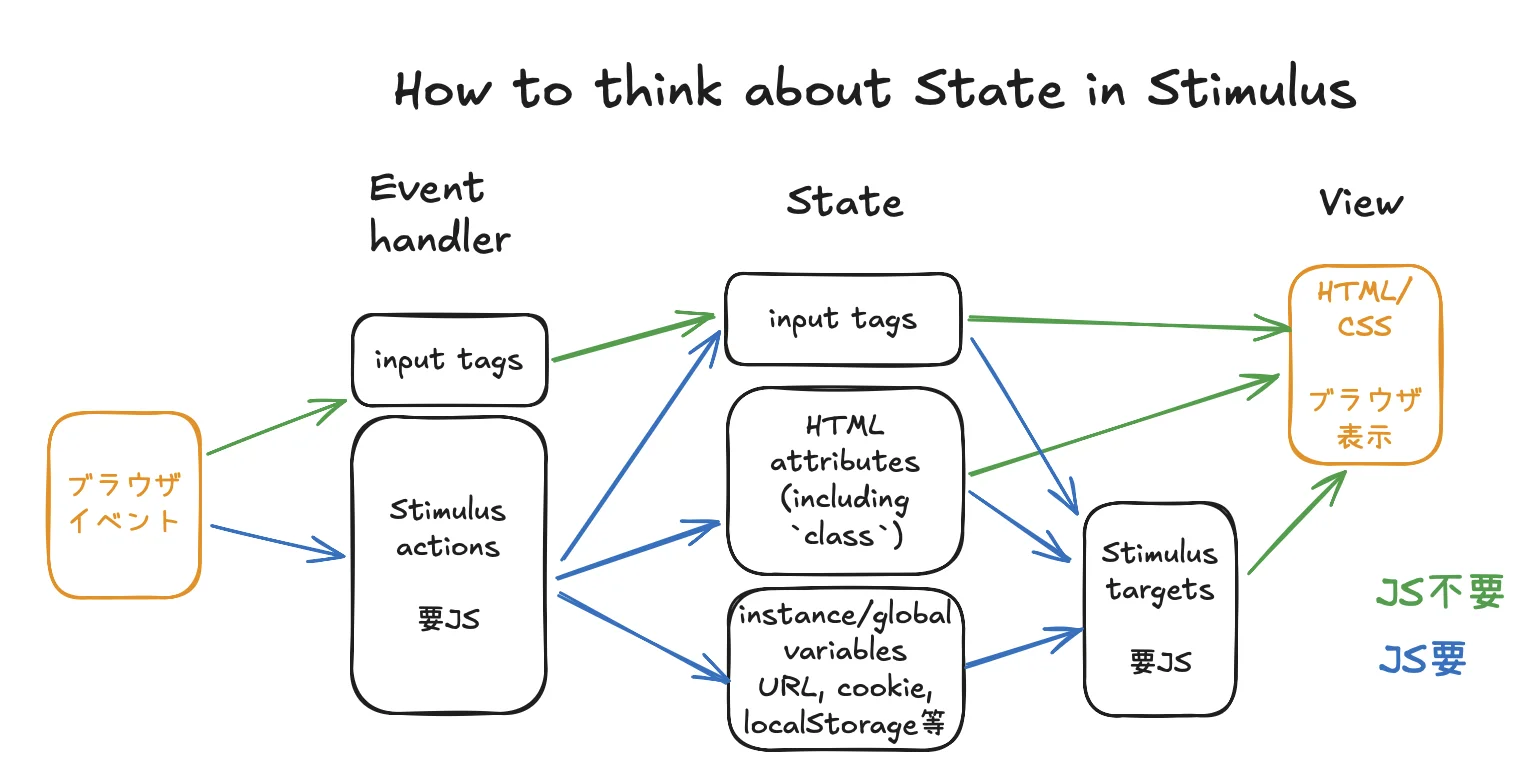 How to think about State in Stimulus
Event
handler
State
View
ブラウザ
イベント
input tags
Stimulus
actions
要JS
input tags
HTML
attributes
(including
`class`)
instance/global
variables
URL, cookie,
localStorage等
Stimulus
targets
要JS
HTML/
CSS
ブラウザ
表示
JS不要
JS要